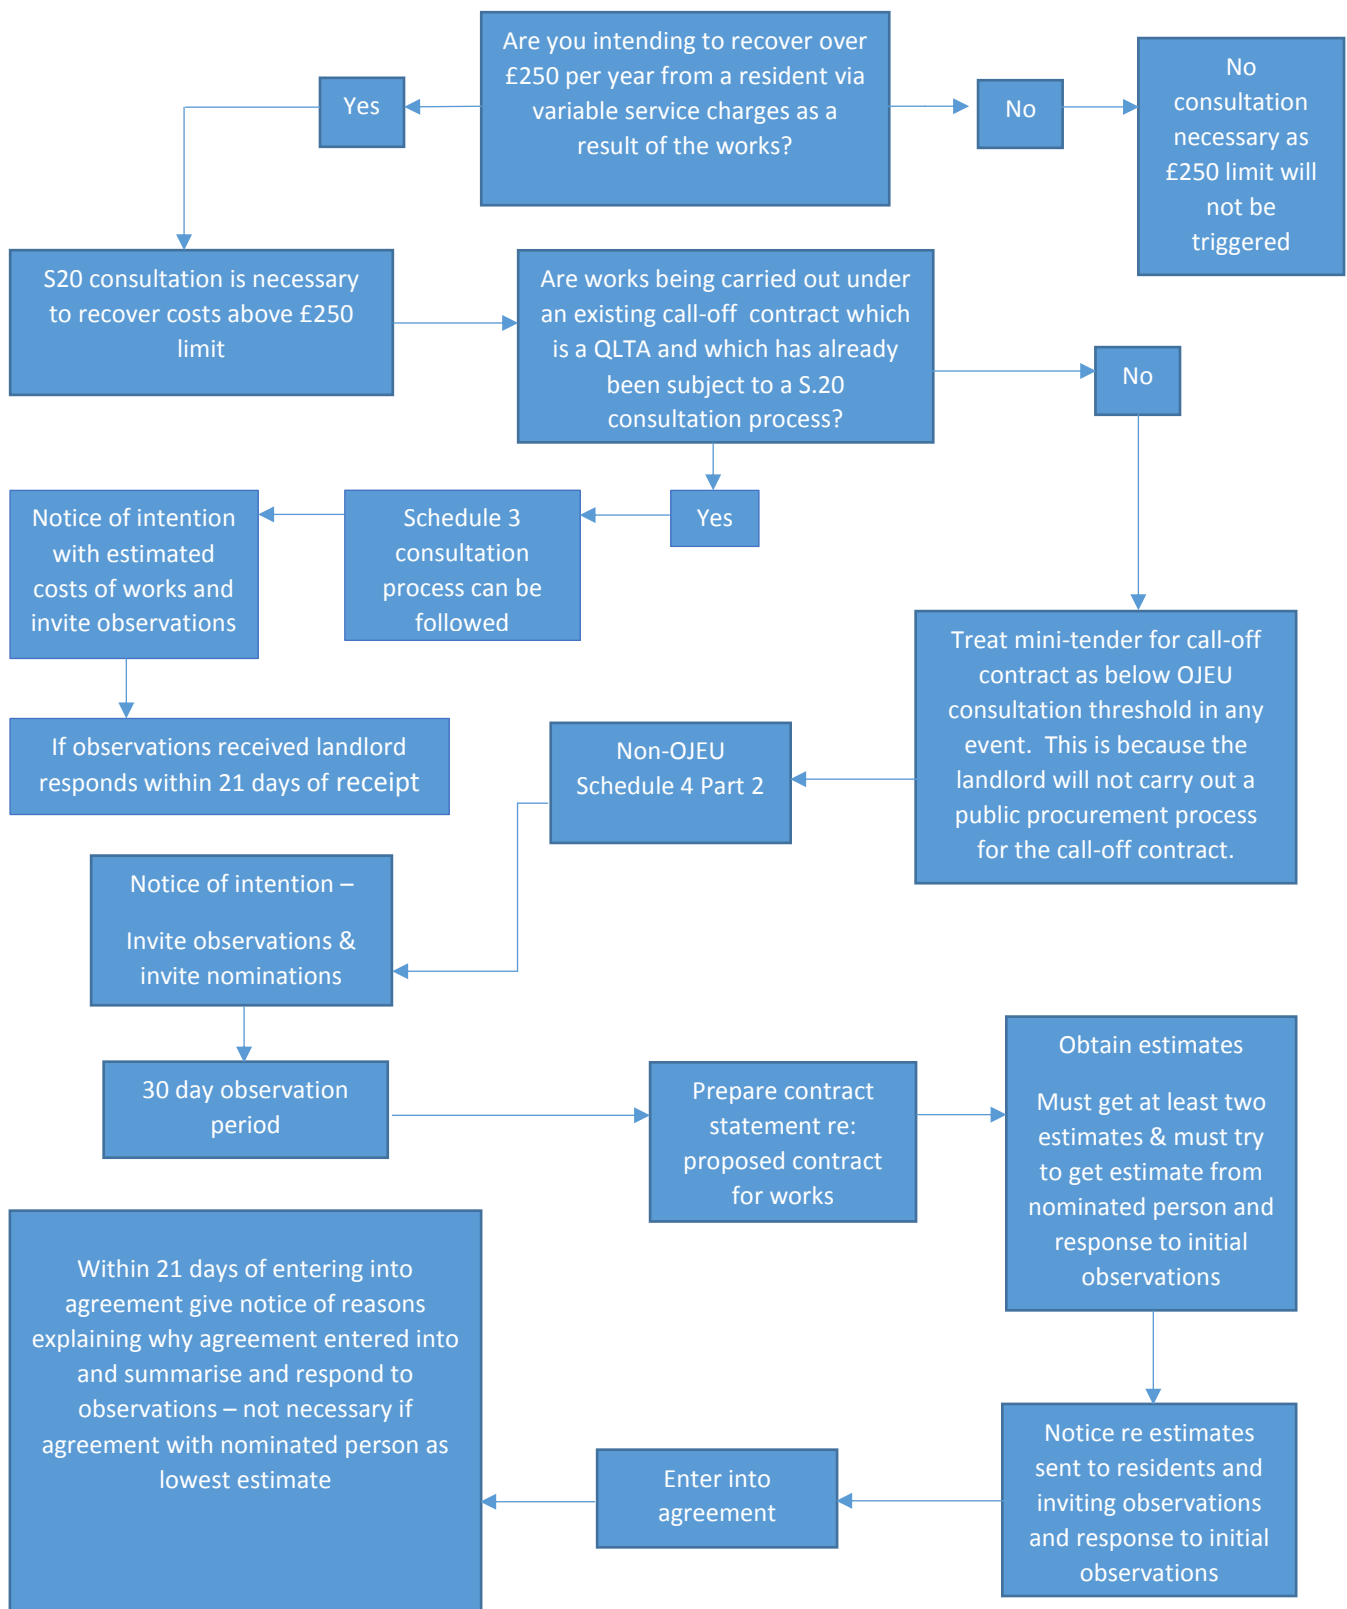 Are you intending to recover over
£250 per year from a resident via
variable service charges as a
result of the works?
Yes
No
No
consultation
necessary as
£250 limit will
not be
triggered
S20 consultation is necessary
to recover costs above £250
limit
Are works being carried out under
an existing call-off contract which
is a QLTA and which has already
been subject to a S.20
consultation process?
No
Yes
Schedule 3
consultation
process can be
followed
Notice of intention
with estimated
costs of works and
invite observations
If observations received landlord
responds within 21 days of receipt
Treat mini-tender for call-off
contract as below OJEU
consultation threshold in any
event. This is because the
landlord will not carry out a
public procurement process
for the call-off contract.
Non-OJEU
Schedule 4 Part 2
Notice of intention –
Invite observations &
invite nominations
30 day observation
period
Prepare contract
statement re:
proposed contract
for works
Obtain estimates
Must get at least two
estimates & must try
to get estimate from
nominated person and
response to initial
observations
Notice re estimates
sent to residents and
inviting observations
and response to initial
observations
Enter into
agreement
Within 21 days of entering into
agreement give notice of reasons
explaining why agreement entered into
and summarise and respond to
observations – not necessary if
agreement with nominated person as
lowest estimate